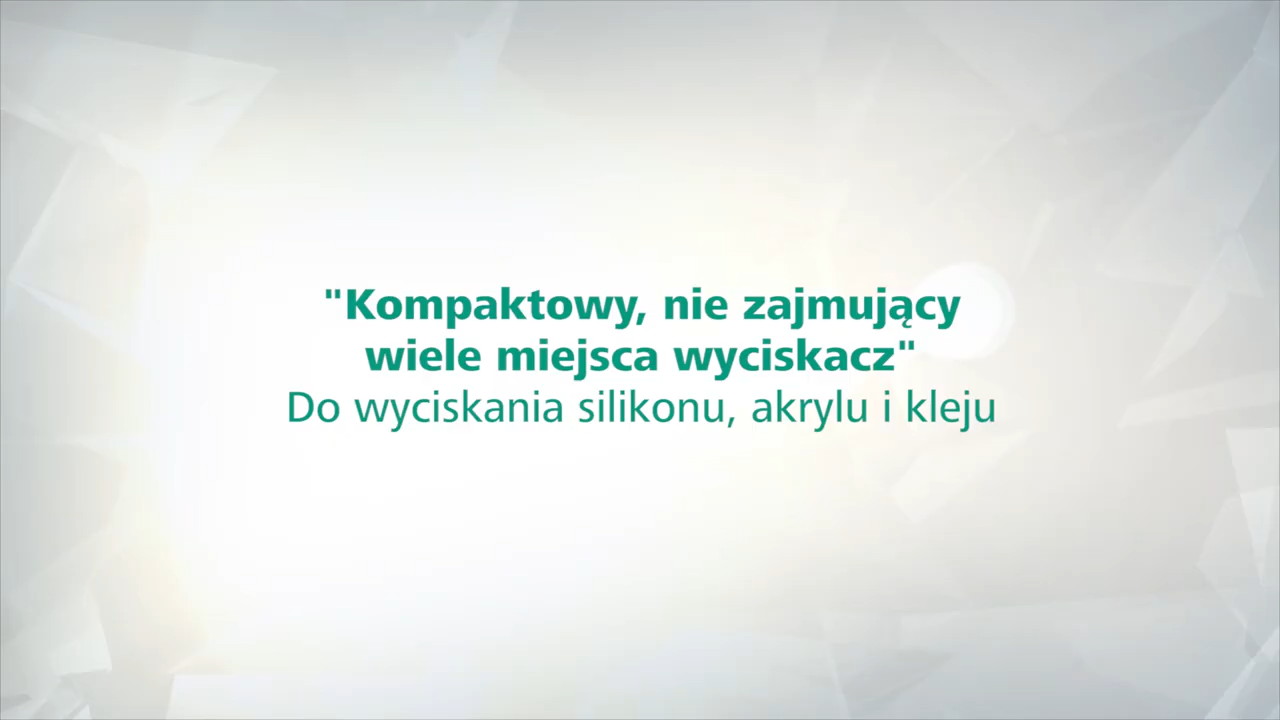 "Kompaktowy, nie zajmujący
wiele miejsca wyciskacz"
Do wyciskania silikonu, akrylu i kleju